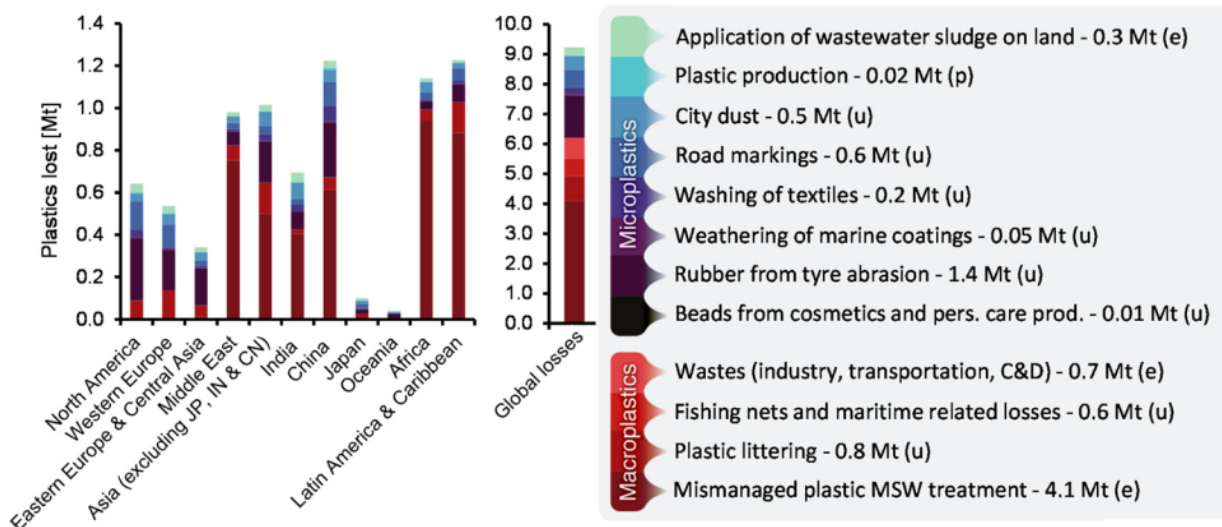 Plastics lost [Mt]
1.4
1.2
1.0
0.8
0.6
0.4
0.2
0.0
North America
Western Europe
Eastern Europe & Central Asia
Middle East
Asia (excluding JP, IN & CN)
India
China
Japan
Oceania
Africa
Latin America & Caribbean
10.0
9.0
8.0
7.0
6.0
5.0
4.0
3.0
2.0
1.0
0.0
Global losses
Microplastics
Application of wastewater sludge on land - 0.3 Mt (e)
Plastic production - 0.02 Mt (p)
City dust - 0.5 Mt (u)
Road markings - 0.6 Mt (u)
Washing of textiles - 0.2 Mt (u)
Weathering of marine coatings - 0.05 Mt (u)
Rubber from tyre abrasion - 1.4 Mt (u)
Beads from cosmetics and pers. care prod. - 0.01 Mt (u)
Macroplastics
Wastes (industry, transportation, C&D) - 0.7 Mt (e)
Fishing nets and maritime related losses - 0.6 Mt (u)
Plastic littering - 0.8 Mt (u)
Mismanaged plastic MSW treatment - 4.1 Mt (e)